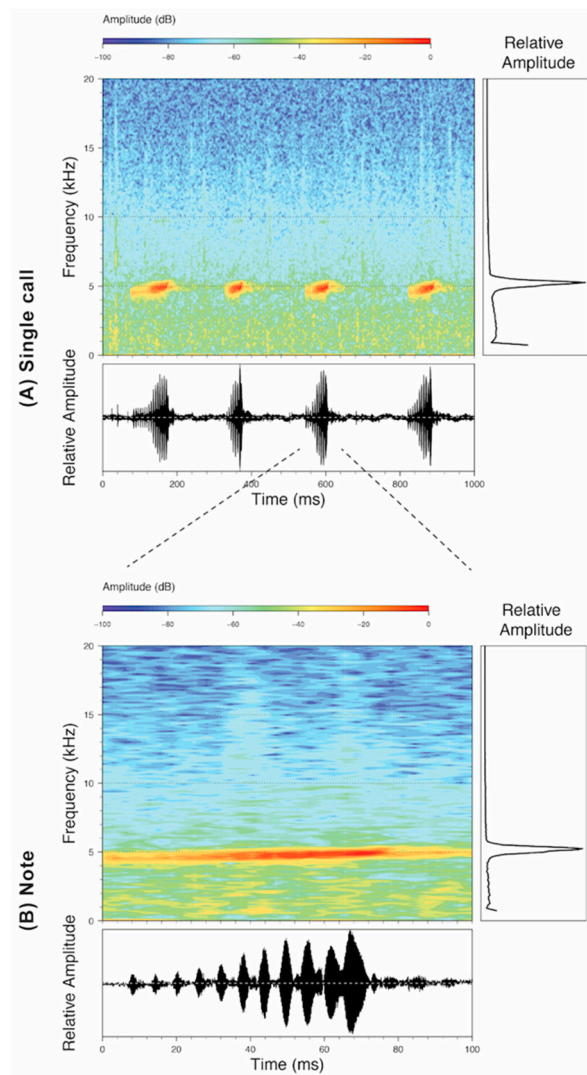 Amplitude (dB)
−100 −80 −60 −40 −20 0
Relative
Amplitude
20
15
10
5
0
Frequency (kHz)
(A) Single call
Relative Amplitude
0 200 400 600 800 1000
Time (ms)
Amplitude (dB)
−100 −80 −60 −40 −20 0
Relative
Amplitude
20
15
10
5
0
Frequency (kHz)
(B) Note
Relative Amplitude
0 20 40 60 80 100
Time (ms)